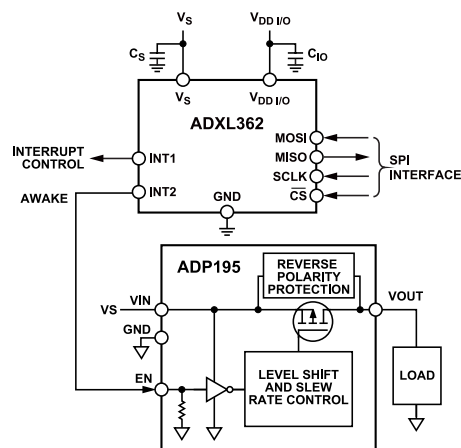 VS
VDD I/O
CS
CIO
VS
VDD I/O
ADXL362
INTERRUPT
CONTROL
INT1
AWAKE
INT2
GND
MOSI
MISO
SCLK
CS
SPI
INTERFACE
ADP195
REVERSE
POLARITY
PROTECTION
VS
VIN
VOUT
GND
EN
LEVEL SHIFT
AND SLEW
RATE CONTROL
LOAD